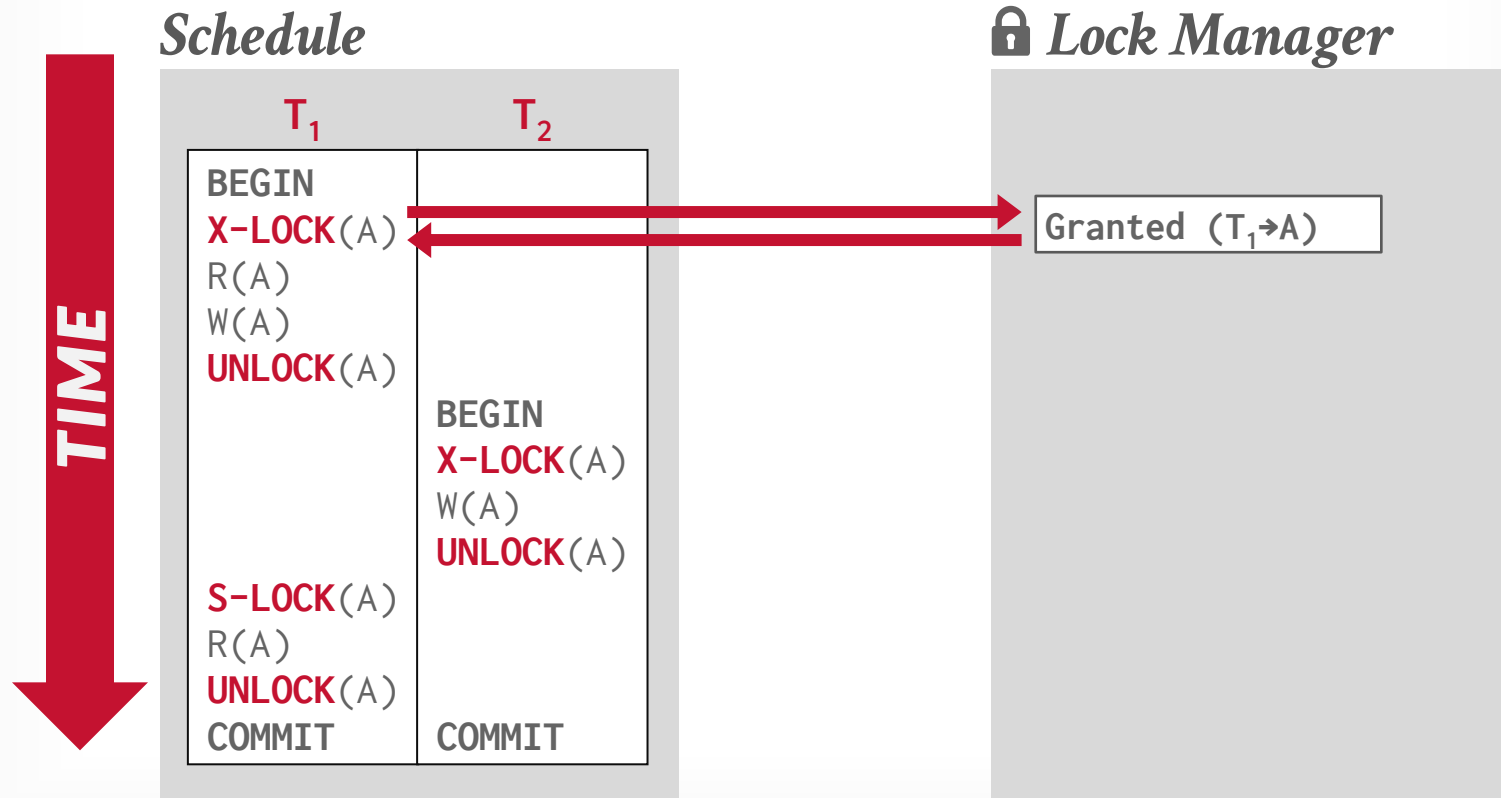 Schedule
Lock Manager
TIME
T₁ T₂
BEGIN
X-LOCK(A)
R(A)
W(A)
UNLOCK(A)
BEGIN
X-LOCK(A)
W(A)
UNLOCK(A)
S-LOCK(A)
R(A)
UNLOCK(A)
COMMIT COMMIT
Granted (T₁→A)